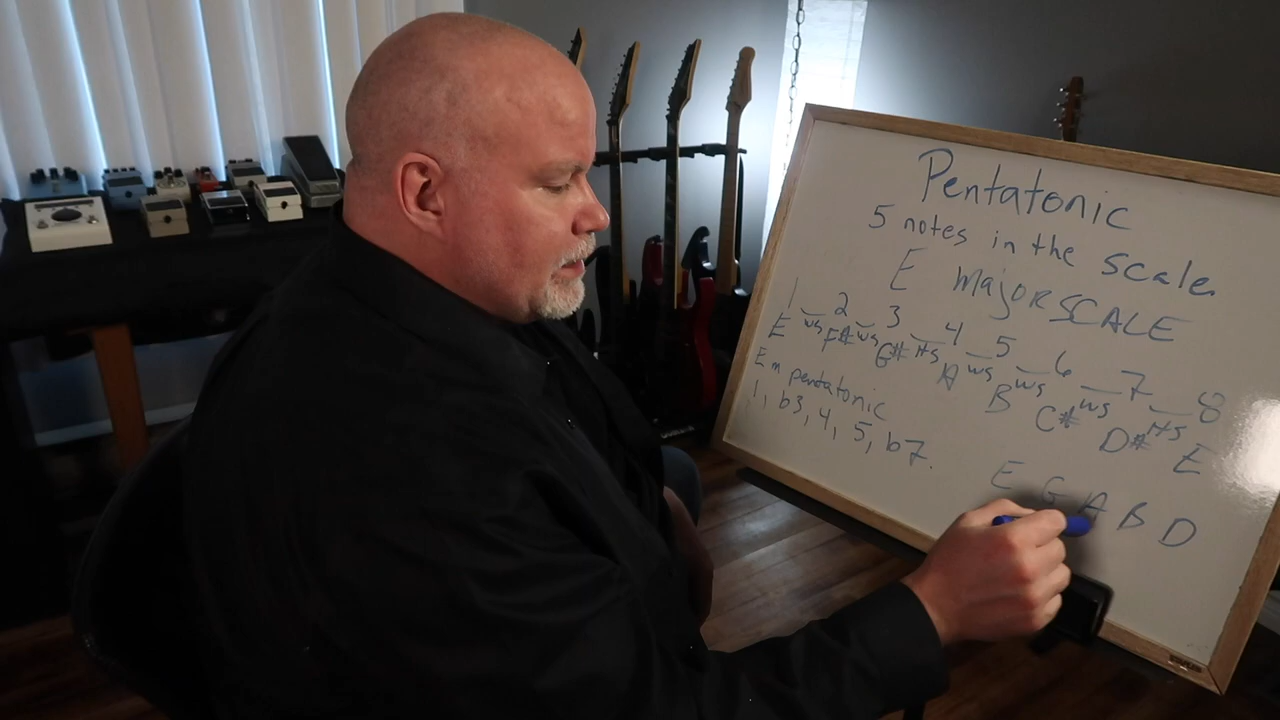 Pentatonic
5 notes in the scale.
E MajoRSCALE
1 2 3 4 5 6 7 8
E ws F# ws G# HS A ws B ws C# ws D# HS E
Em pentatonic
1, b3, 4, 5, b7.
E G A B D